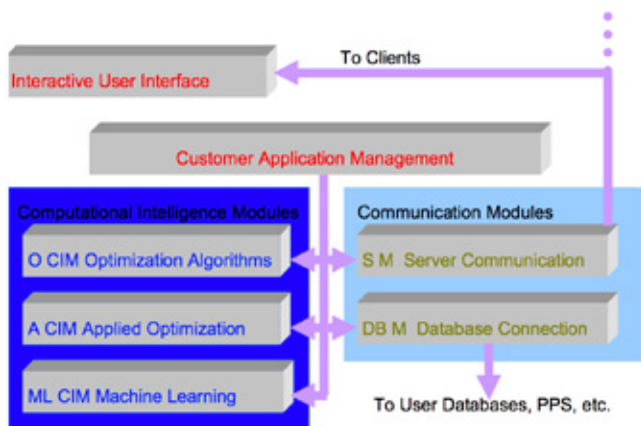 To Clients
Interactive User Interface
Customer Application Management
Computational Intelligence Modules
Communication Modules
O CIM Optimization Algorithms
S M Server Communication
A CIM Applied Optimization
DB M Database Connection
ML CIM Machine Learning
To User Databases, PPS, etc.